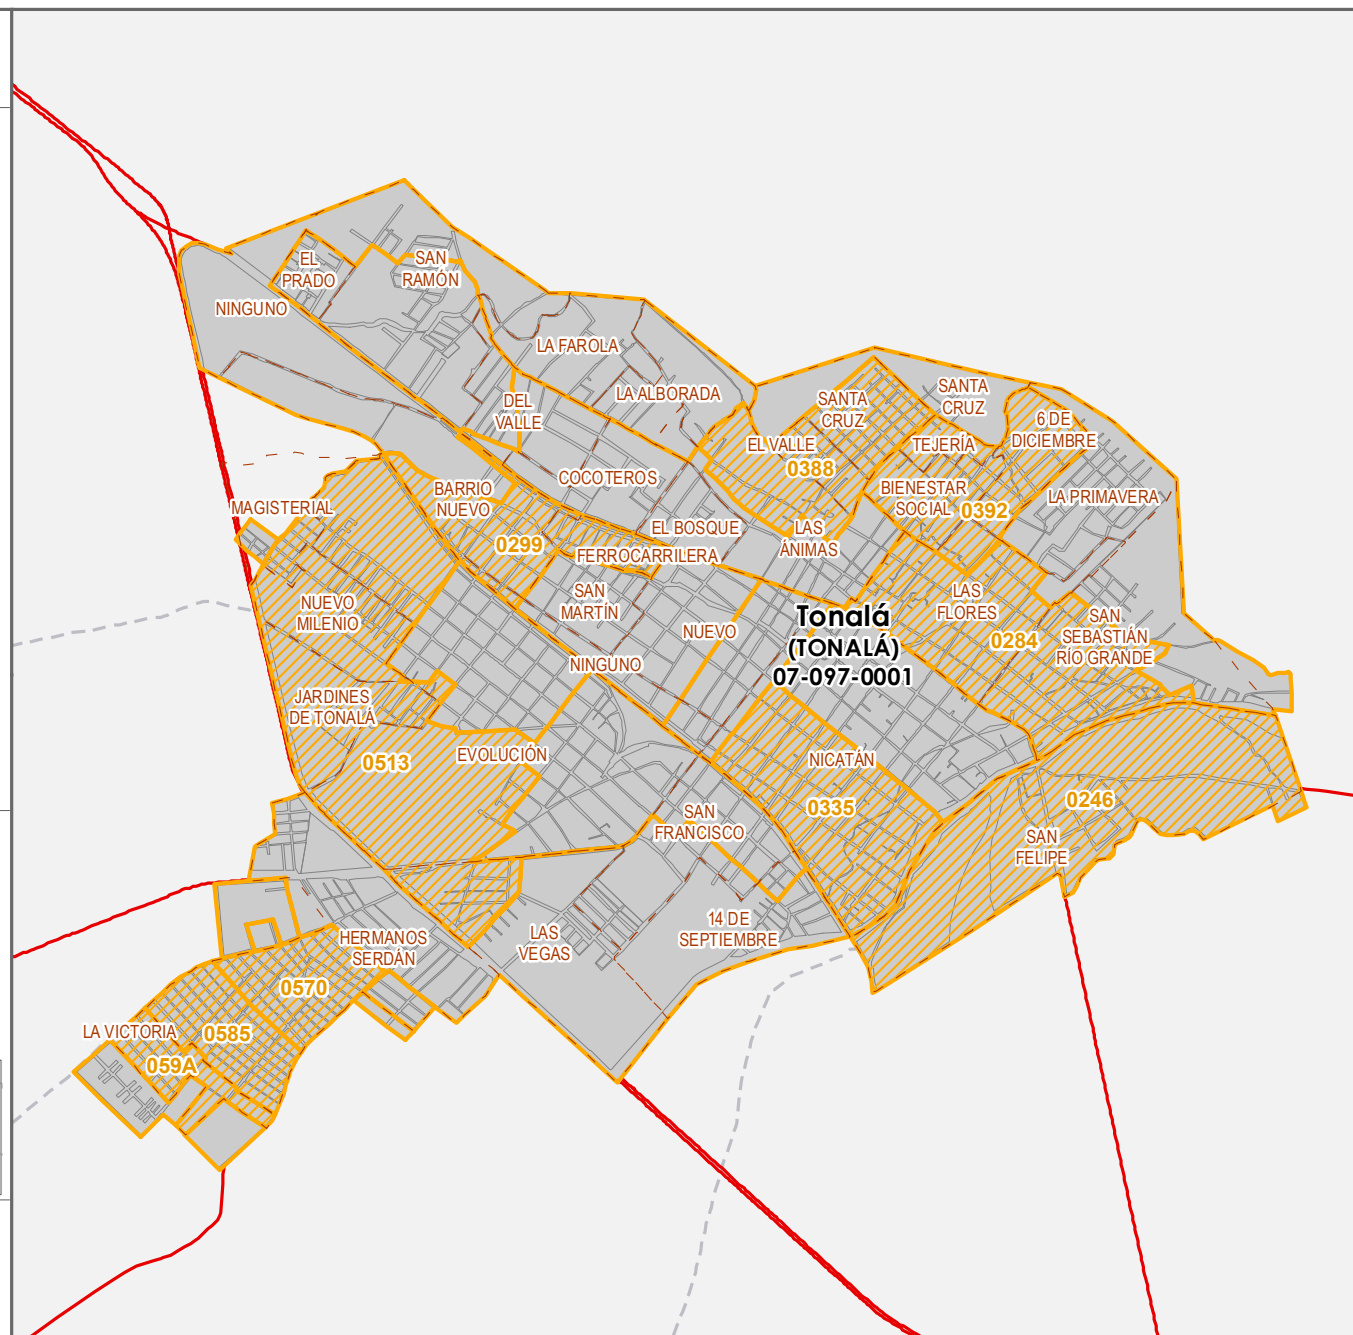 EL
PRADO
SAN
RAMÓN
NINGUNO
LA FAROLA
LA ALBORADA
DEL
VALLE
SANTA
CRUZ
SANTA
CRUZ
6 DE
DICIEMBRE
EL VALLE
0388
TEJERÍA
COCOTEROS
BARRIO
NUEVO
BIENESTAR
SOCIAL
0392
LA PRIMAVERA
MAGISTERIAL
EL BOSQUE
LAS
ÁNIMAS
0299
FERROCARRILERA
NUEVO
MILENIO
SAN
MARTÍN
LAS
FLORES
NUEVO
Tonalá
(TONALÁ)
07-097-0001
0284
SAN
SEBASTIÁN
RÍO GRANDE
NINGUNO
JARDINES
DE TONALÁ
0513
EVOLUCIÓN
NICATÁN
0335
0246
SAN
FRANCISCO
SAN
FELIPE
HERMANOS
SERDÁN
LAS
VEGAS
14 DE
SEPTIEMBRE
0570
LA VICTORIA
0585
059A